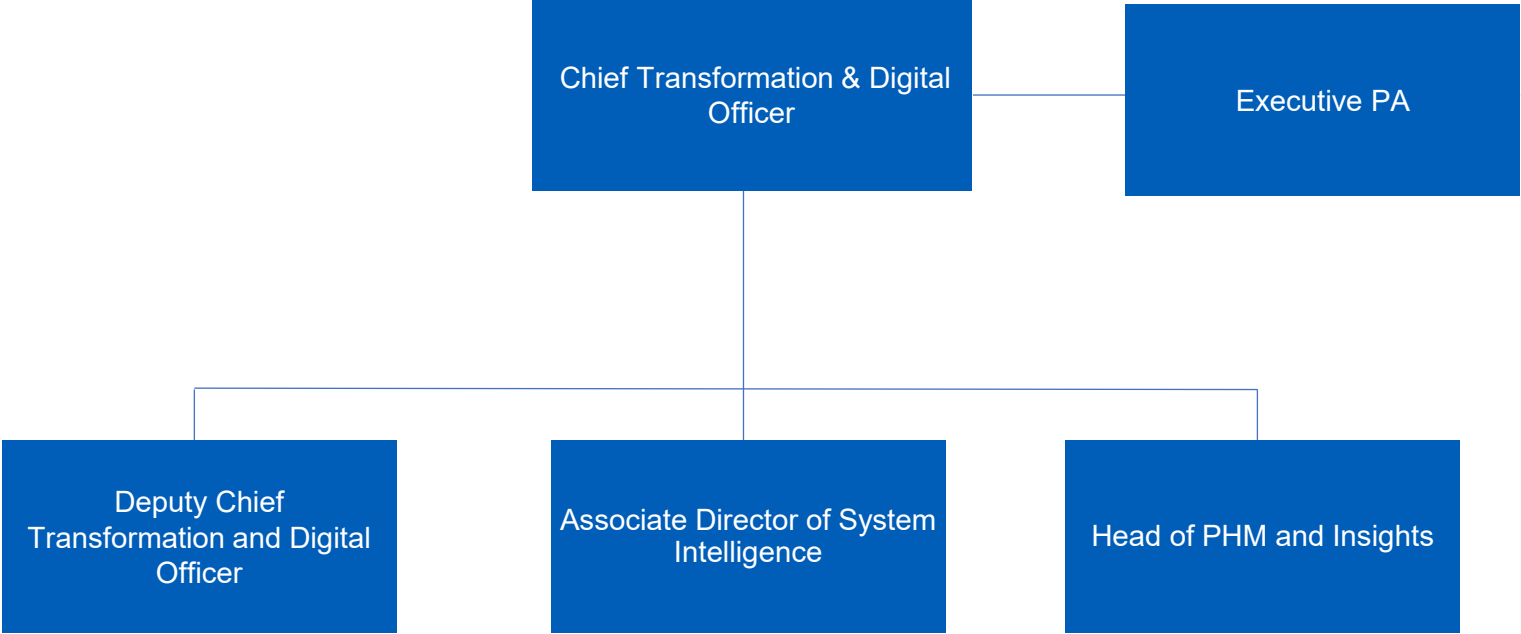 Chief Transformation & Digital
Officer
Executive PA
Deputy Chief
Transformation and Digital
Officer
Associate Director of System
Intelligence
Head of PHM and Insights